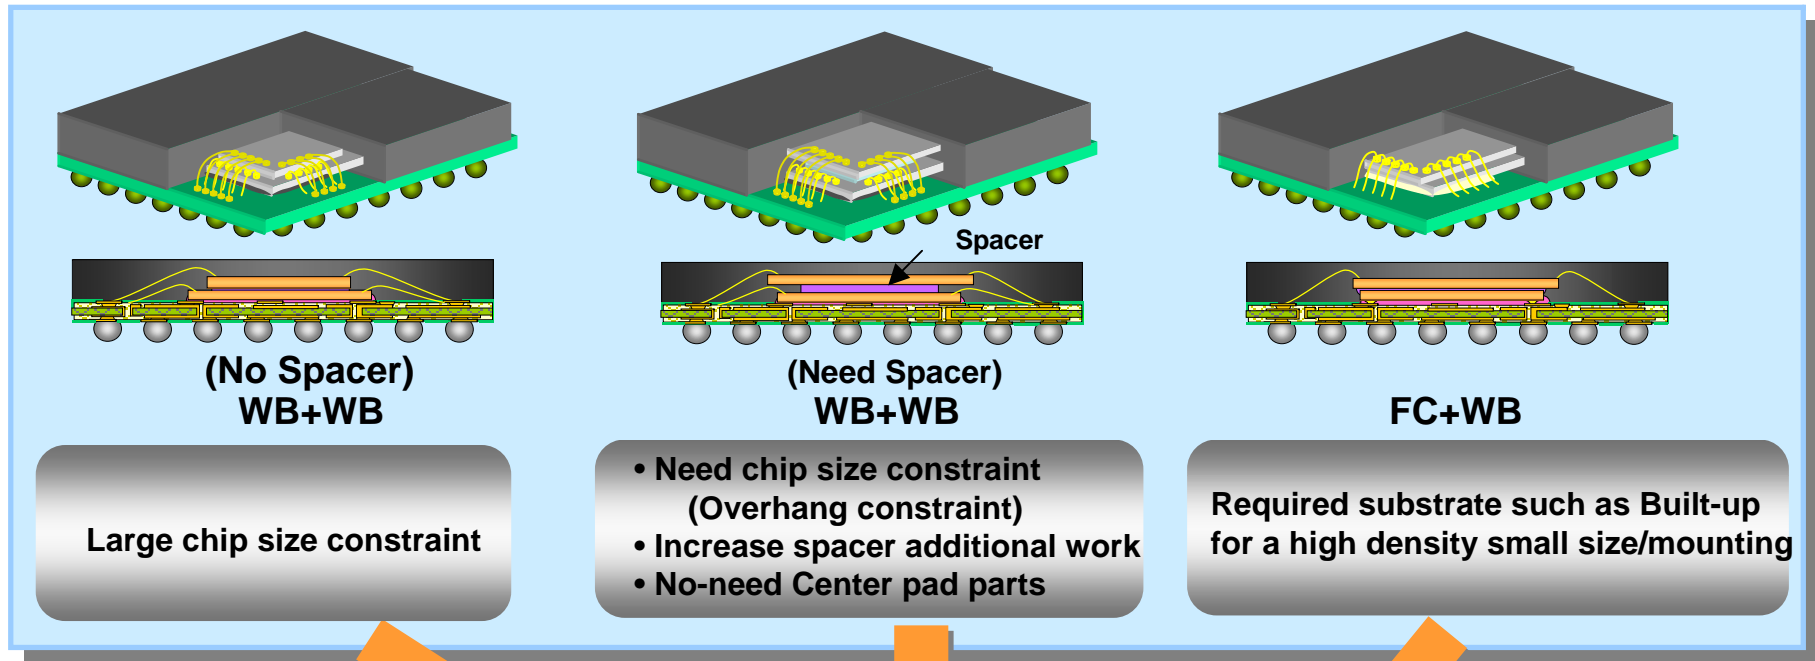 Spacer
(No Spacer)
WB+WB
(Need Spacer)
WB+WB
FC+WB
Large chip size constraint
• Need chip size constraint
(Overhang constraint)
• Increase spacer additional work
• No-need Center pad parts
Required substrate such as Built-up
for a high density small size/mounting